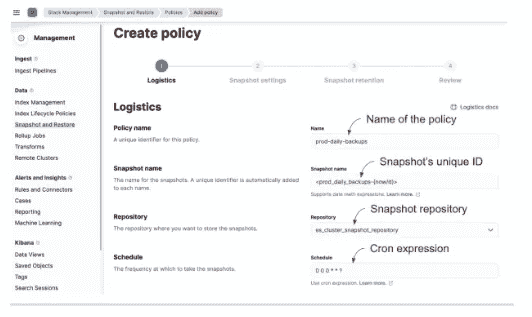 Stack Management Snapshot and Restore Policies Add policy
Management
Create policy
1 2 3 4
Logistics Snapshot settings Snapshot retention Review
Ingest
Ingest Pipelines
Data
Index Management
Index Lifecycle Policies
Snapshot and Restore
Rollup Jobs
Transforms
Remote Clusters
Alerts and Insights
Rules and Connectors
Cases
Reporting
Machine Learning
Kibana
Data Views
Saved Objects
Tags
Search Sessions
Logistics
Logistics docs
Policy name
A unique identifier for this policy.
Name
Name of the policy
prod-daily-backups
Snapshot name
The name for the snapshots. A unique identifier is automatically added
to each name.
Snapshot name
Snapshot's unique ID
<prod_daily_backups-{now/d}>
Supports date math expressions. Learn more.
Repository
The repository where you want to store the snapshots.
Repository
Snapshot repository
es_cluster_snapshot_repository
Schedule
The frequency at which to take the snapshots.
Schedule
Cron expression
0 0 0 * * 1
Use cron expression. Learn more.